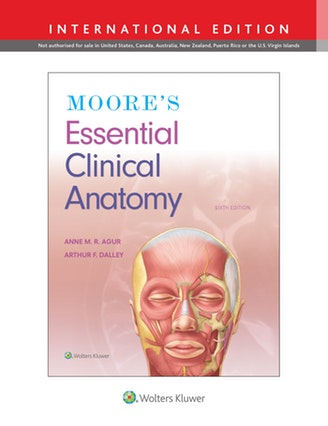 INTERNATIONAL EDITION
Not authorised for sale in United States, Canada, Australia, New Zealand, Puerto Rico or the U.S. Virgin Islands
MOORE'S
Essential
Clinical
Anatomy
SIXTH EDITION
ANNE M. R. AGUR
ARTHUR F. DALLEY
Wolters Kluwer
Wolters Kluwer